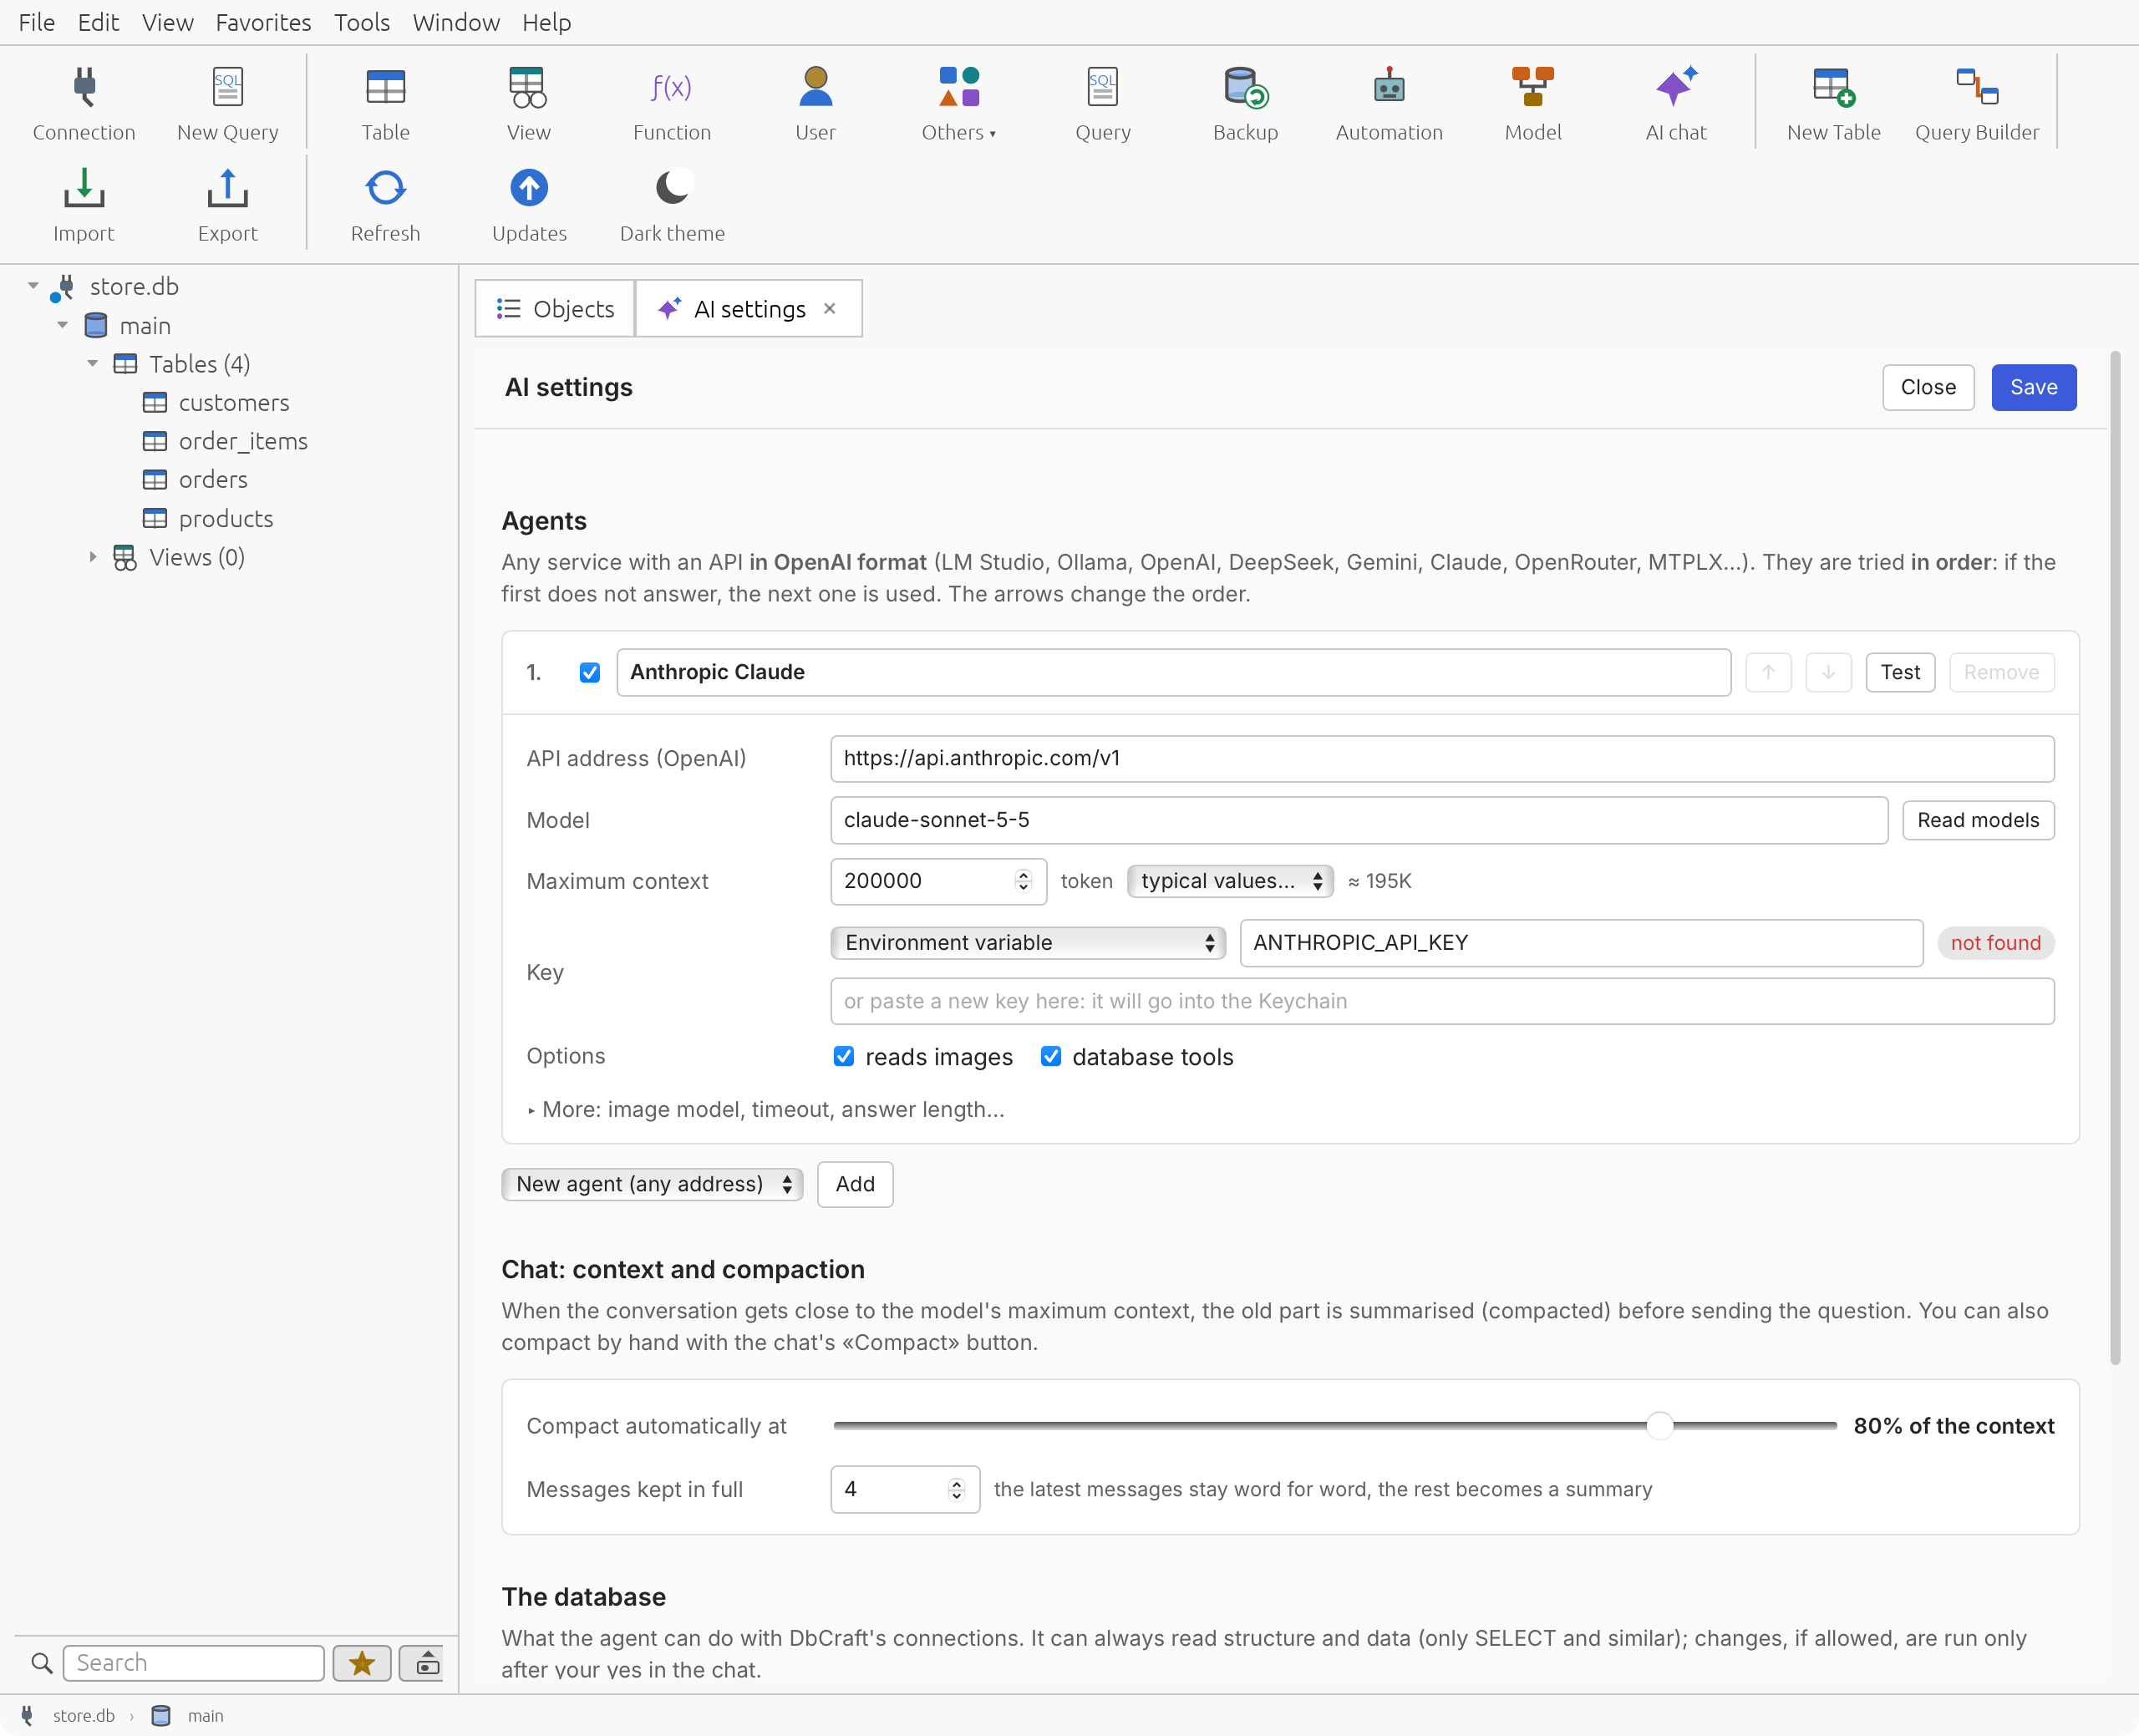 File Edit View Favorites Tools Window Help
Connection New Query Table View Function User Others ▾ Query Backup Automation Model AI chat New Table Query Builder
SQL SQL
ƒ(x)
Import Export Refresh Updates Dark theme
store.db
main
Tables (4)
customers
order_items
orders
products
Views (0)
Search
Objects AI settings ×
AI settings Close Save
Agents
Any service with an API in OpenAI format (LM Studio, Ollama, OpenAI, DeepSeek, Gemini, Claude, OpenRouter, MTPLX...). They are tried in order: if the
first does not answer, the next one is used. The arrows change the order.
1. Anthropic Claude ↑ ↓ Test Remove
API address (OpenAI) https://api.anthropic.com/v1
Model claude-sonnet-5-5 Read models
Maximum context 200000 token typical values... ≈ 195K
Key Environment variable ANTHROPIC_API_KEY not found
or paste a new key here: it will go into the Keychain
Options reads images database tools
▸ More: image model, timeout, answer length...
New agent (any address) Add
Chat: context and compaction
When the conversation gets close to the model's maximum context, the old part is summarised (compacted) before sending the question. You can also
compact by hand with the chat's «Compact» button.
Compact automatically at 80% of the context
Messages kept in full 4 the latest messages stay word for word, the rest becomes a summary
The database
What the agent can do with DbCraft's connections. It can always read structure and data (only SELECT and similar); changes, if allowed, are run only
after your yes in the chat.
store.db › main